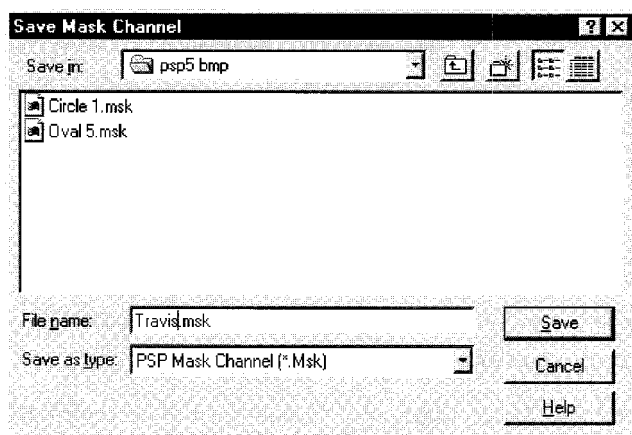 Save Mask Channel
Save in: psp5 bmp
Circle 1.msk
Oval 5.msk
File name: Travis.msk Save
Save as type: PSP Mask Channel (*.Msk) Cancel
Help